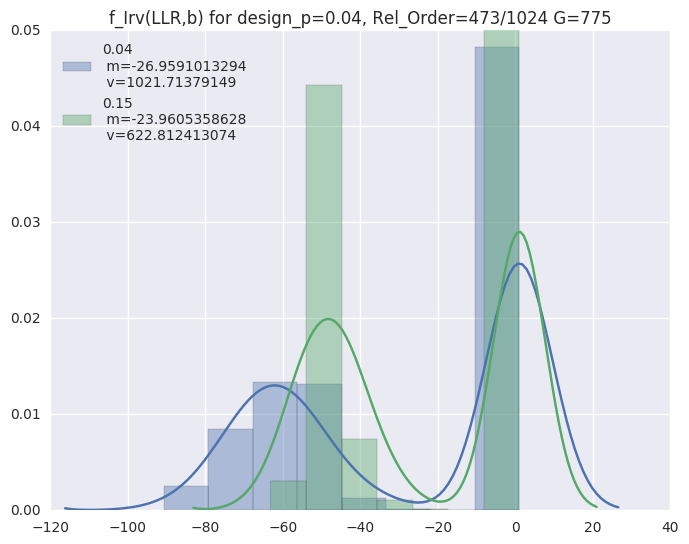 f_Irv(LLR,b) for design_p=0.04, Rel_Order=473/1024 G=775
0.05
0.04
0.03
0.02
0.01
0.00
0.04
m=-26.9591013294
v=1021.71379149
0.15
m=-23.9605358628
v=622.812413074
−120 −100 −80 −60 −40 −20 0 20 40